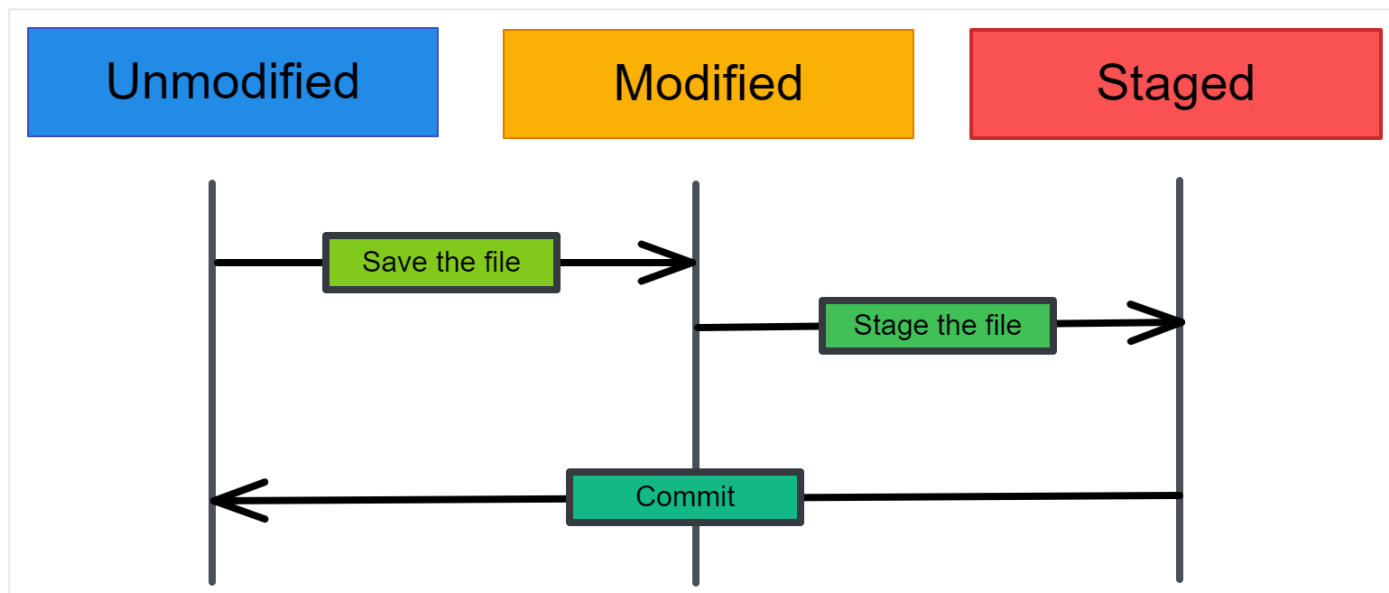 Unmodified
Modified
Staged
Save the file
Stage the file
Commit